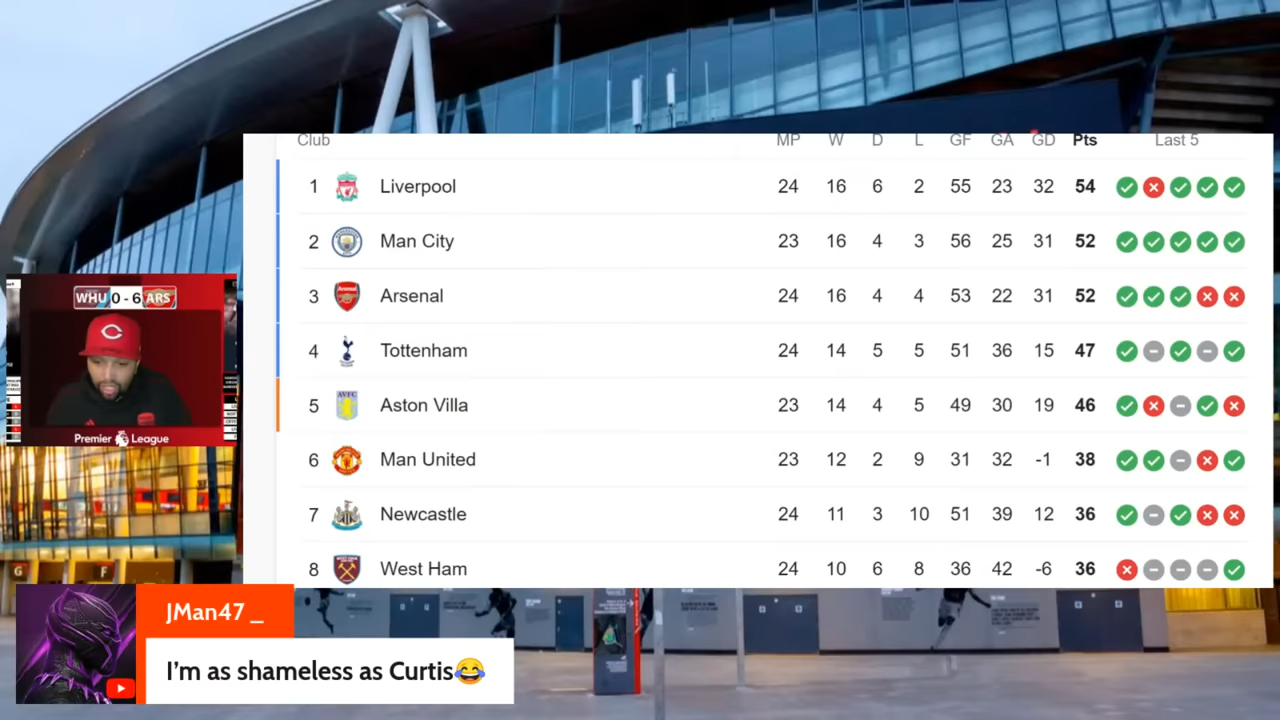 Club MP W D L GF GA GD Pts Last 5
1 Liverpool 24 16 6 2 55 23 32 54
2 Man City 23 16 4 3 56 25 31 52
3 Arsenal 24 16 4 4 53 22 31 52
4 Tottenham 24 14 5 5 51 36 15 47
5 Aston Villa 23 14 4 5 49 30 19 46
6 Man United 23 12 2 9 31 32 -1 38
7 Newcastle 24 11 3 10 51 39 12 36
8 West Ham 24 10 6 8 36 42 -6 36
WHU 0 - 6 ARS
Premier League
G F
JMan47 _
I'm as shameless as Curtis😂